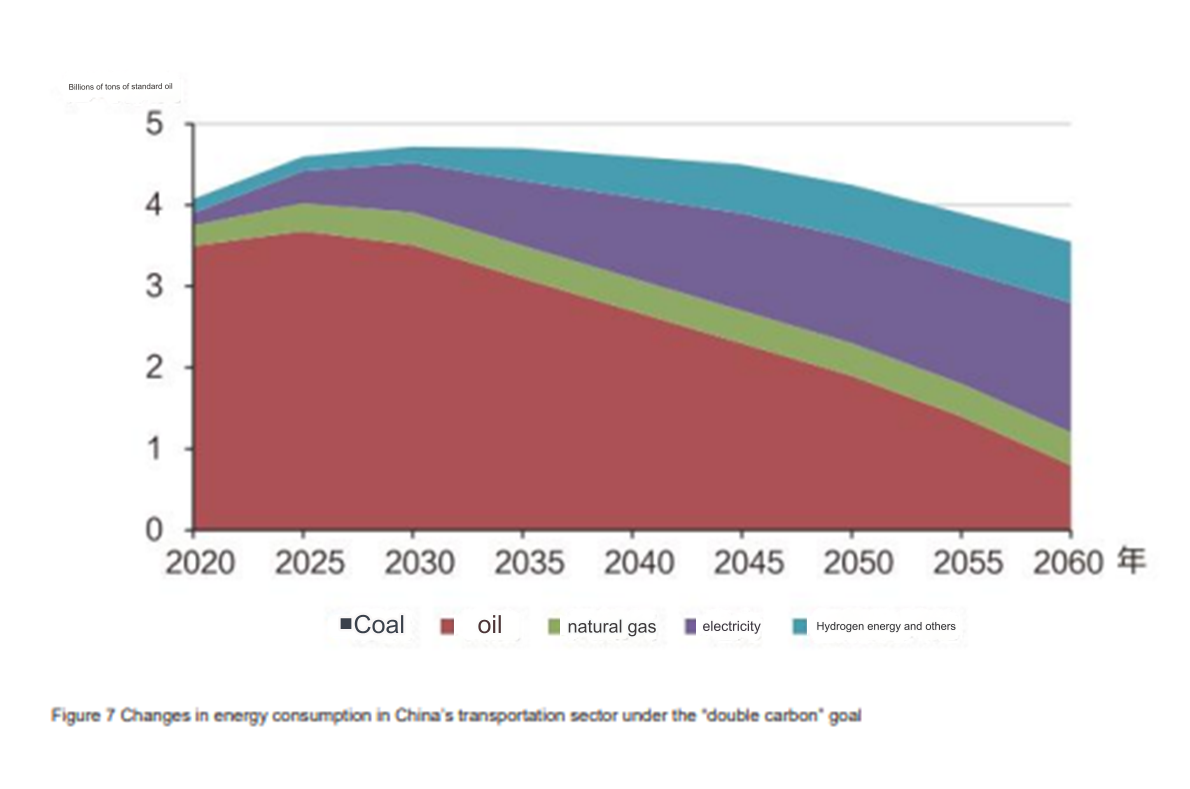 Billions of tons of standard oil
5
4
3
2
1
0
2020 2025 2030 2035 2040 2045 2050 2055 2060 年
Coal oil natural gas electricity Hydrogen energy and others
Figure 7 Changes in energy consumption in China's transportation sector under the "double carbon" goal